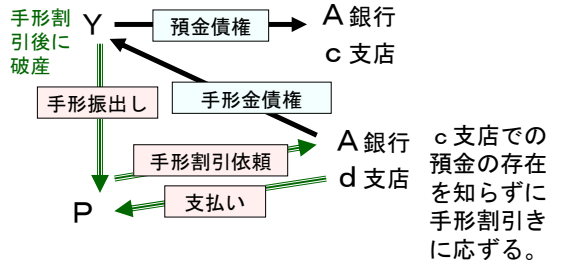 手形割
引後に
破産
Y
預金債権
A銀行
c支店
手形振出し
手形金債権
手形割引依頼
A銀行
d支店
支払い
P
c支店での
預金の存在
を知らずに
手形割引き
に応ずる。